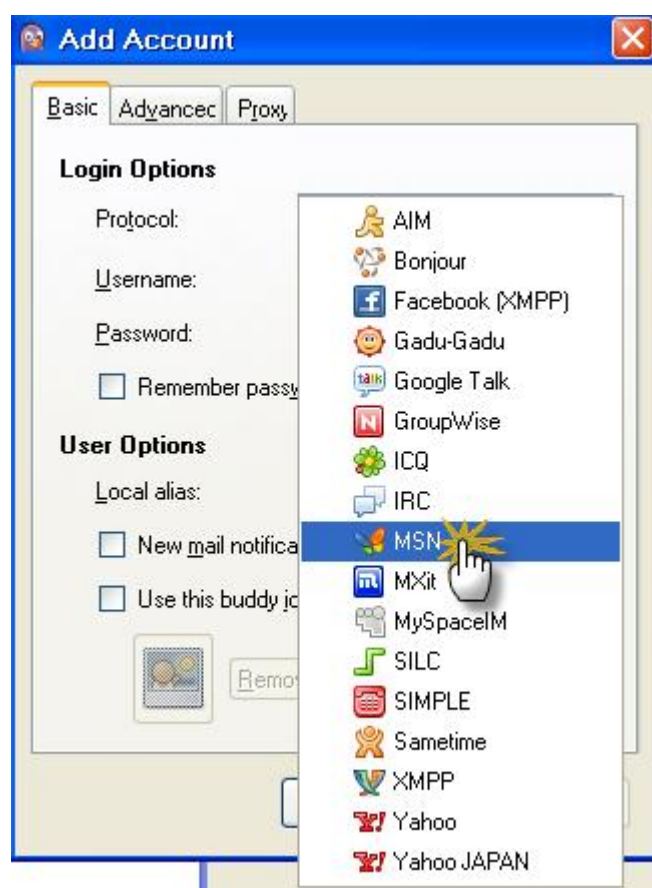 Add Account
Basic Advancec Proxy
Login Options
Protocol:
Username:
Password:
Remember passw
User Options
Local alias:
New mail notifica
Use this buddy ic
Remov
AIM
Bonjour
Facebook (XMPP)
Gadu-Gadu
talk Google Talk
N GroupWise
ICQ
IRC
MSN
m MXit
MySpaceIM
SILC
SIMPLE
Sametime
XMPP
Y! Yahoo
Y! Yahoo JAPAN